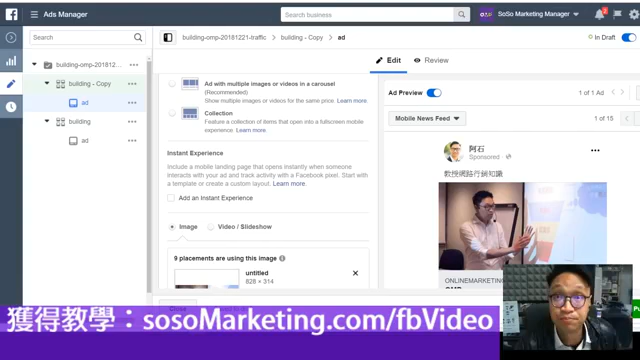 Ads Manager
Search business
SOSO
SoSo Marketing Manager
2
Search
building-omp-20181221-traffic
building - Copy
ad
In Draft
building-omp-2018122...
building - Copy
ad
building
ad
Edit
Review
Ad with multiple images or videos in a carousel
(Recommended)
Show multiple images or videos for the same price. Learn more.
Collection
Feature a collection of items that open into a fullscreen mobile
experience. Learn more.
Instant Experience
Include a mobile landing page that opens instantly when someone
interacts with your ad and track activity with a Facebook pixel. Start
with a template or create a custom layout. Learn more.
Add an Instant Experience
Image
Video / Slideshow
9 placements are using this image
untitled
828 × 314
Close
Ad Preview
1 of 1 Ad
Mobile News Feed
1 of 15
阿石
Sponsored
教授網路行銷知識
ONLINEMARKETING
獲得教學：sosoMarketing.com/fbVideo